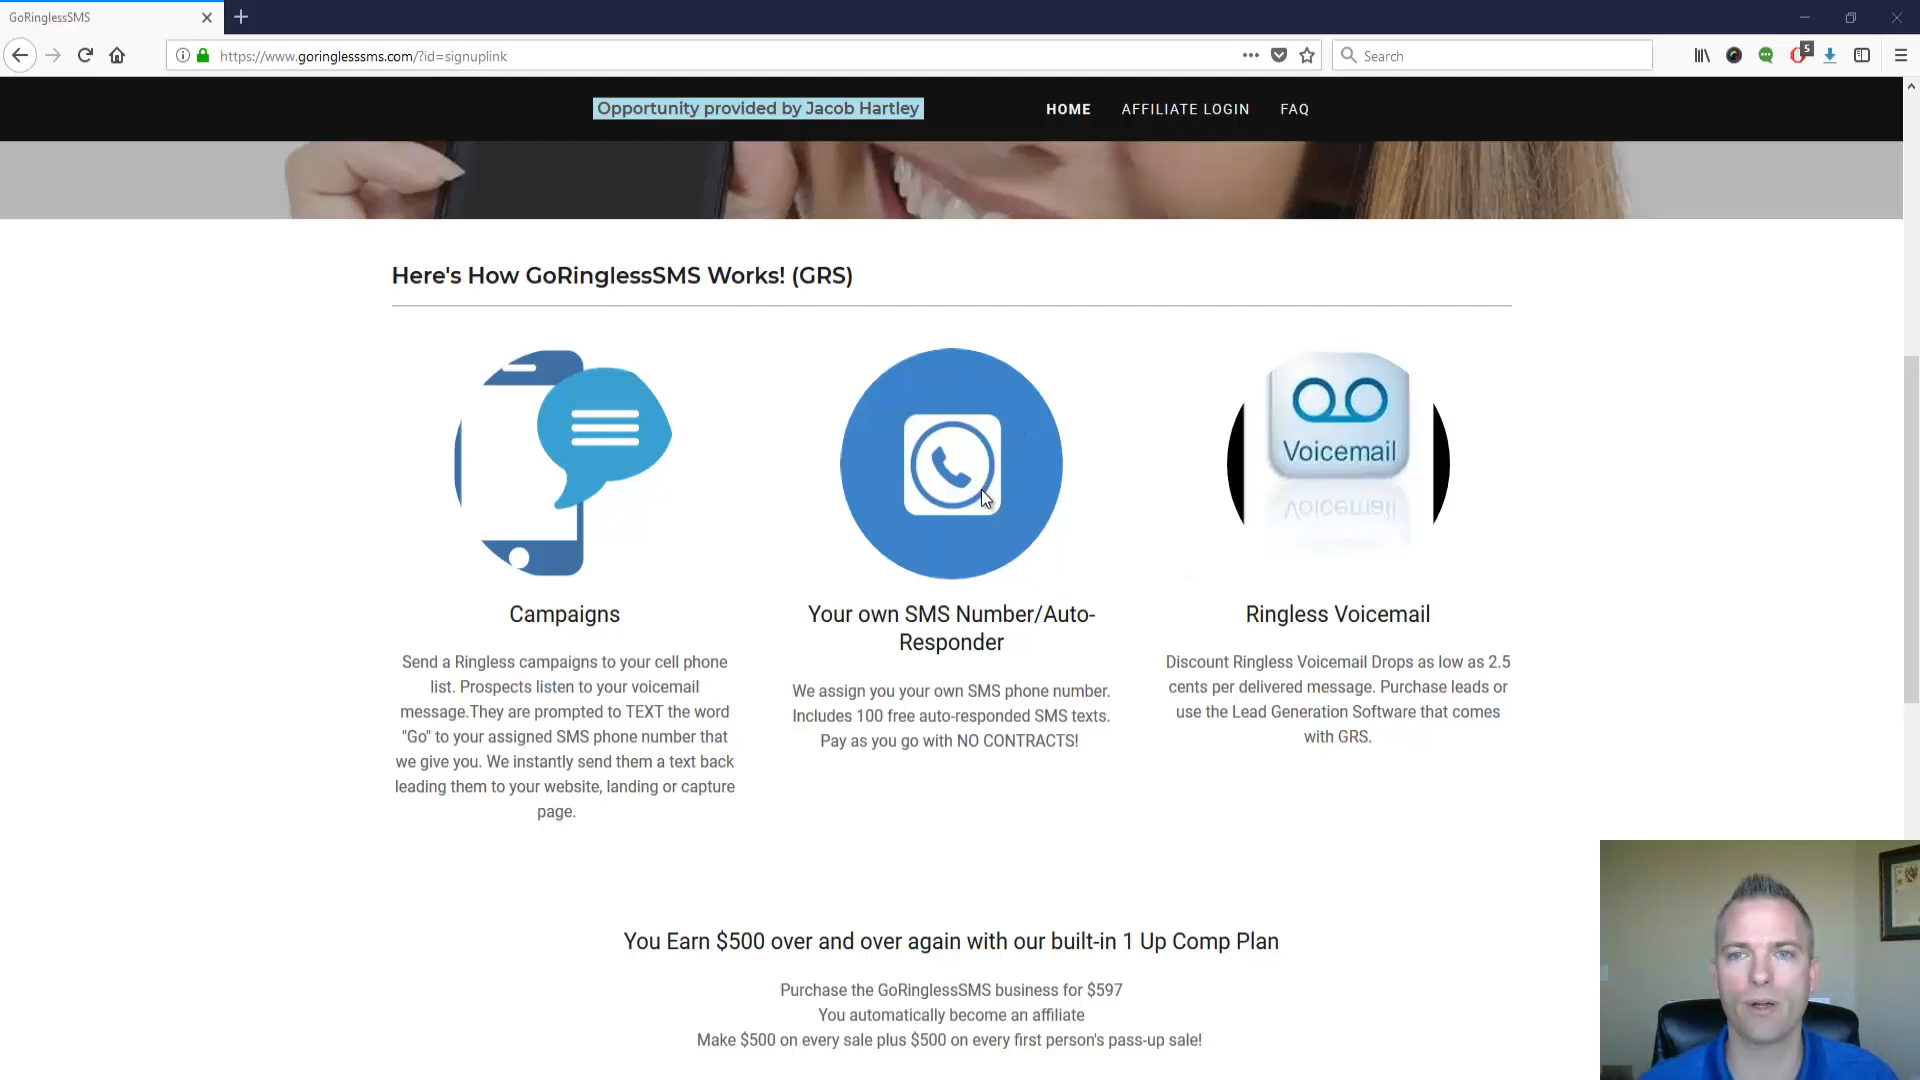 GoRinglessSMS
https://www.goringlesssms.com/?id=signuplink
Search
5
Opportunity provided by Jacob Hartley
HOME
AFFILIATE LOGIN
FAQ
Here's How GoRinglessSMS Works! (GRS)
Voicemail
Voicemail
Campaigns
Send a Ringless campaigns to your cell phone
list. Prospects listen to your voicemail
message.They are prompted to TEXT the word
"Go" to your assigned SMS phone number that
we give you. We instantly send them a text back
leading them to your website, landing or capture
page.
Your own SMS Number/Auto-
Responder
We assign you your own SMS phone number.
Includes 100 free auto-responded SMS texts.
Pay as you go with NO CONTRACTS!
Ringless Voicemail
Discount Ringless Voicemail Drops as low as 2.5
cents per delivered message. Purchase leads or
use the Lead Generation Software that comes
with GRS.
You Earn $500 over and over again with our built-in 1 Up Comp Plan
Purchase the GoRinglessSMS business for $597
You automatically become an affiliate
Make $500 on every sale plus $500 on every first person's pass-up sale!